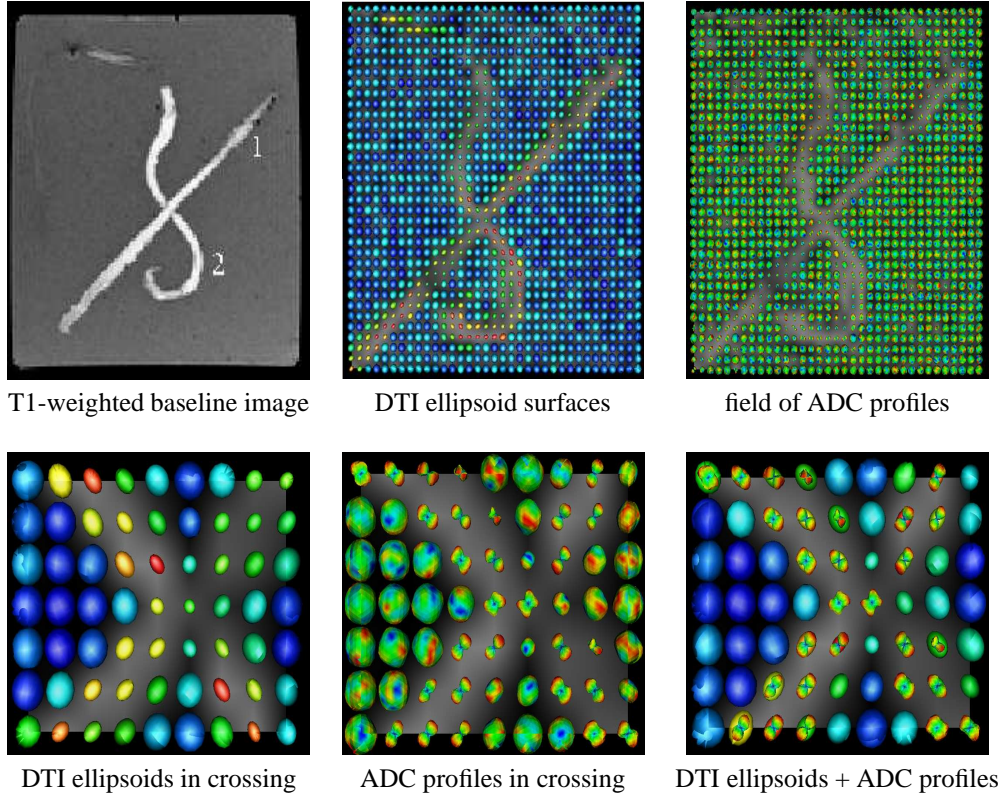 1
2
T1-weighted baseline image
DTI ellipsoid surfaces
field of ADC profiles
DTI ellipsoids in crossing
ADC profiles in crossing
DTI ellipsoids + ADC profiles